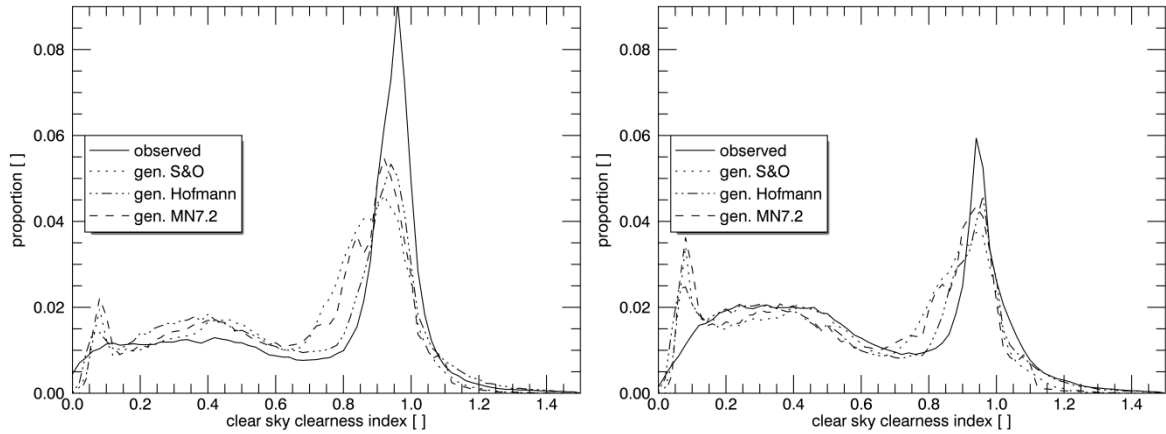 0.08
0.06
0.04
0.02
0.00
proportion [ ]
observed
gen. S&O
gen. Hofmann
gen. MN7.2
0.0 0.2 0.4 0.6 0.8 1.0 1.2 1.4
clear sky clearness index [ ]
0.08
0.06
0.04
0.02
0.00
proportion [ ]
observed
gen. S&O
gen. Hofmann
gen. MN7.2
0.0 0.2 0.4 0.6 0.8 1.0 1.2 1.4
clear sky clearness index [ ]